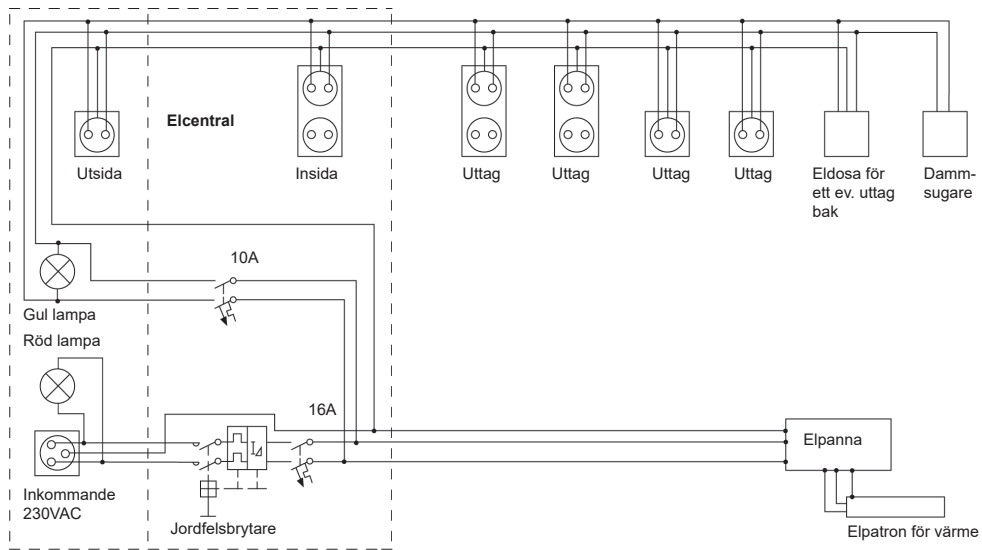 Elcentral
Utsida
Insida
Uttag
Uttag
Uttag
Uttag
Eldosa för
ett ev. uttag
bak
Damm-
sugare
10A
Gul lampa
Röd lampa
16A
I⊿
Elpanna
Inkommande
230VAC
Jordfelsbrytare
Elpatron för värme